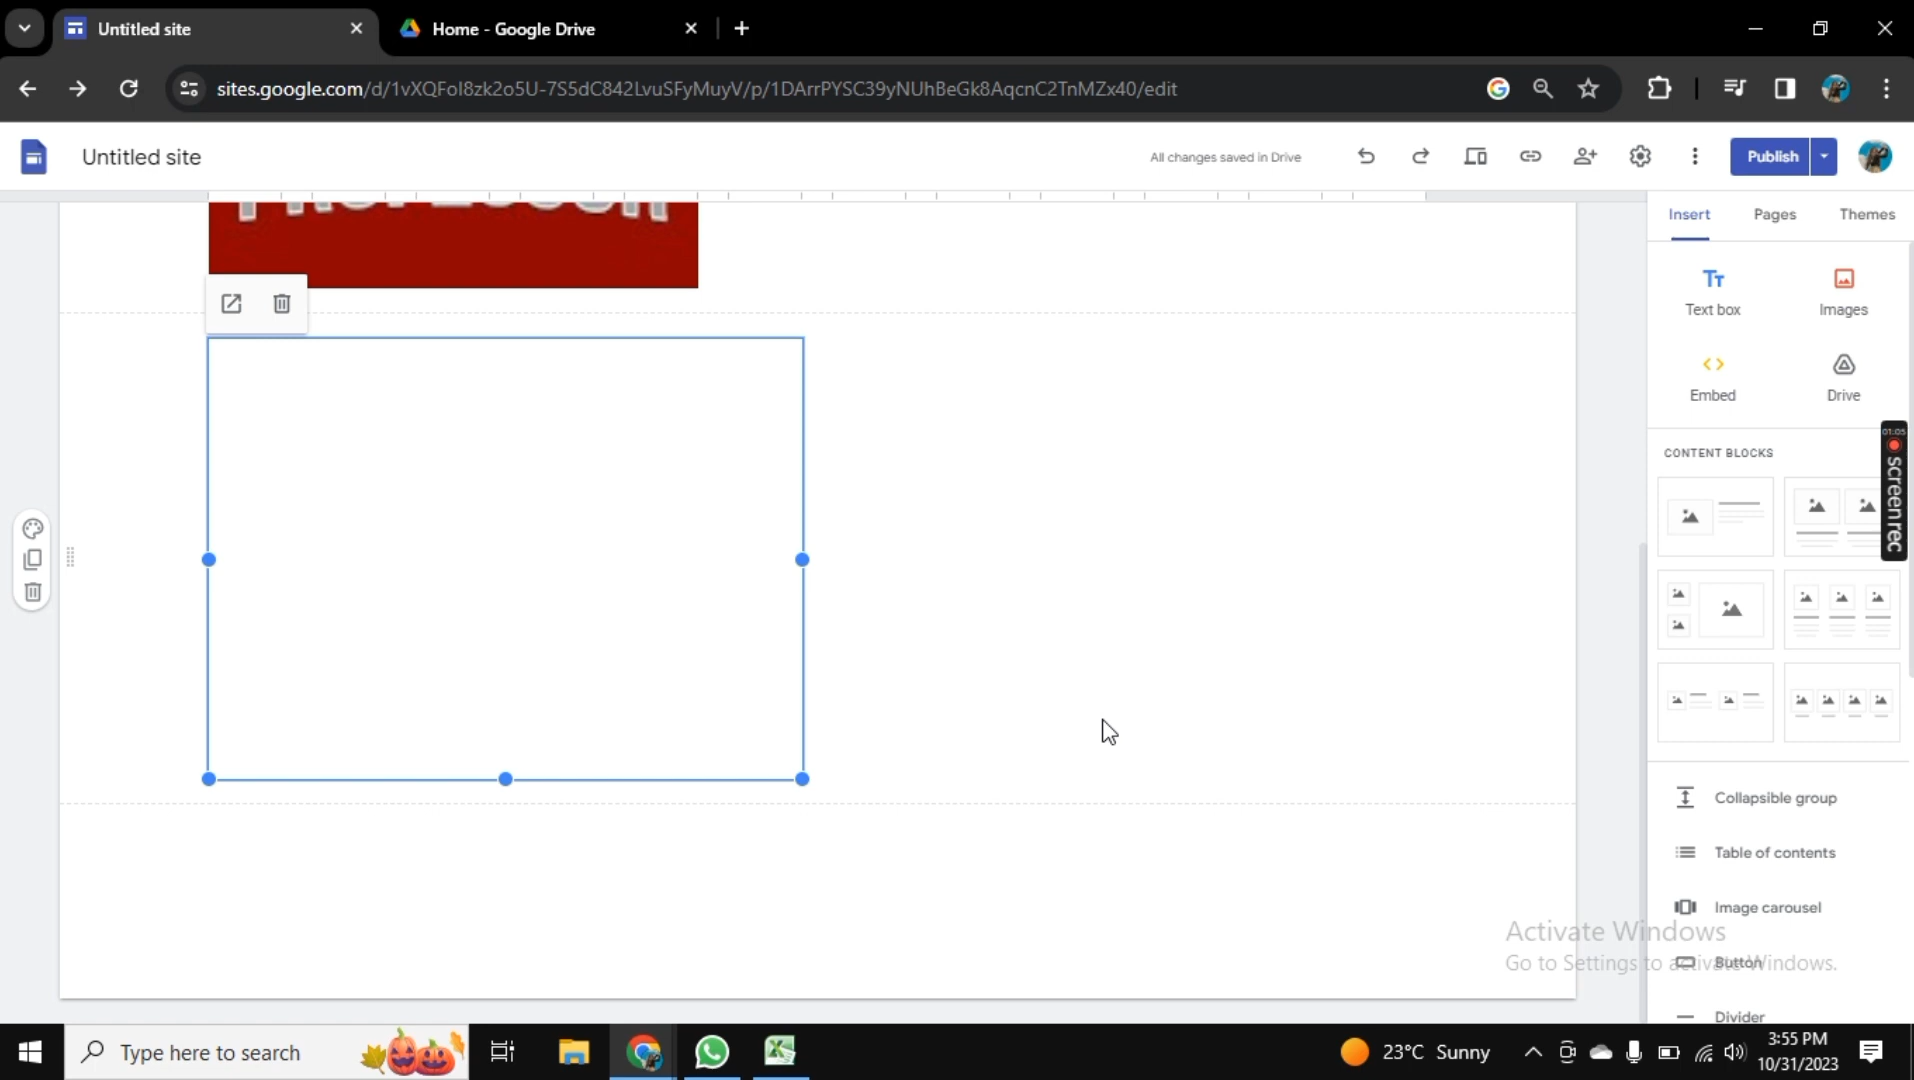 Untitled site
Home - Google Drive
sites.google.com/d/1vXQFoI8zk2o5U-7S5dC842LvuSFyMuyV/p/1DArrPYSC39yNUhBeGk8AqcnC2TnMZx40/edit
Untitled site
All changes saved in Drive
Publish
Insert
Pages
Themes
Tт
Text box
Images
Embed
Drive
01:05
screenrec
CONTENT BLOCKS
Collapsible group
Table of contents
Image carousel
Button
Divider
Activate Windows
Go to Settings to activate Windows.
Type here to search
23°C Sunny
3:55 PM
10/31/2023